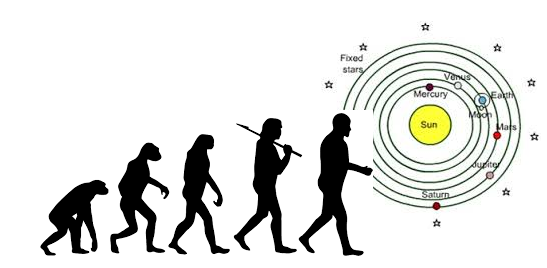 Fixed
stars
Venus
Mercury
Earth
Moon
Sun
Mars
Jupiter
Saturn